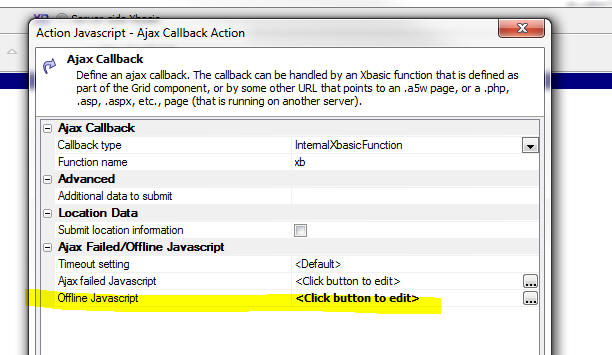 Server-side Xbasic
Action Javascript - Ajax Callback Action
Ajax Callback
Define an ajax callback. The callback can be handled by an Xbasic function that is defined as
part of the Grid component, or by some other URL that points to an .a5w page, or a .php,
.asp, .aspx, etc., page (that is running on another server).
Ajax Callback
Callback type InternalXbasicFunction
Function name xb
Advanced
Additional data to submit
Location Data
Submit location information
Ajax Failed/Offline Javascript
Timeout setting <Default>
Ajax failed Javascript <Click button to edit> ...
Offline Javascript <Click button to edit> ...